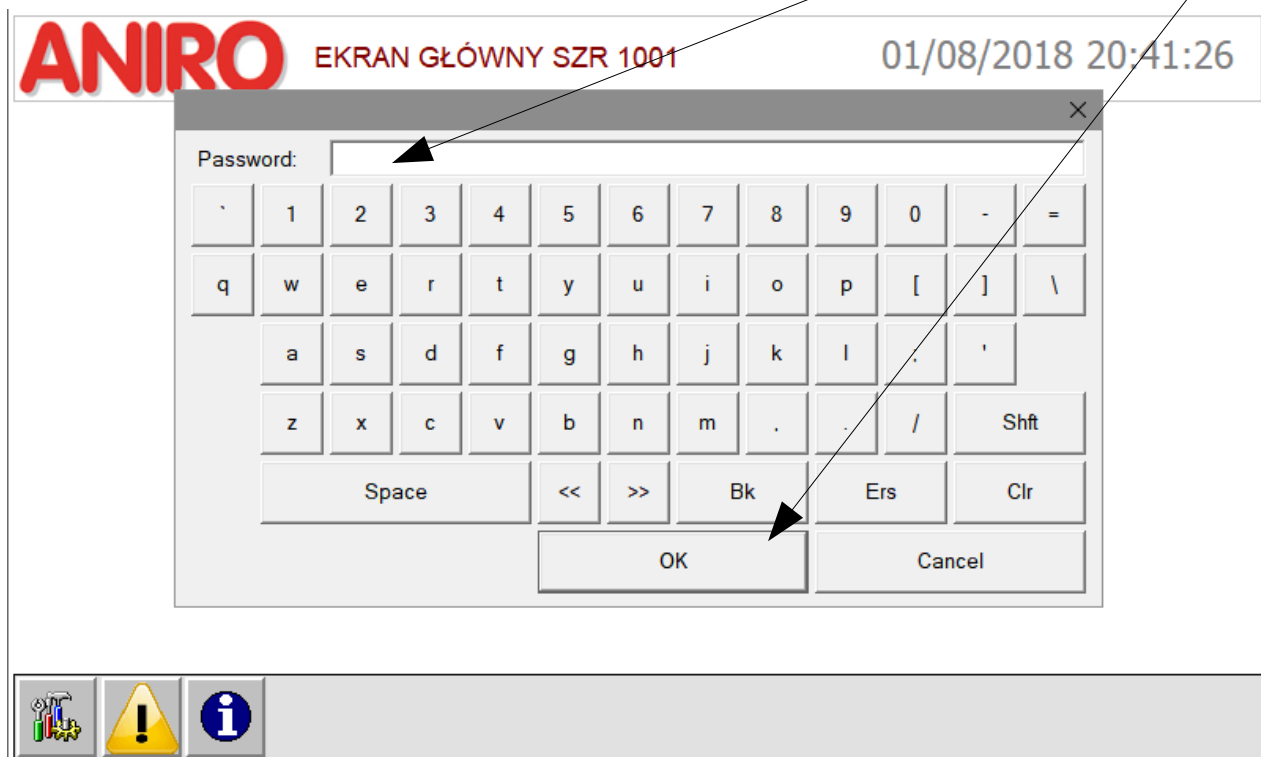 ANIRO EKRAN GŁÓWNY SZR 1001 01/08/2018 20:41:26
Password:
` 1 2 3 4 5 6 7 8 9 0 - =
q w e r t y u i o p [ ] \
a s d f g h j k l ; '
z x c v b n m , . / Shft
Space << >> Bk Ers Clr
OK Cancel